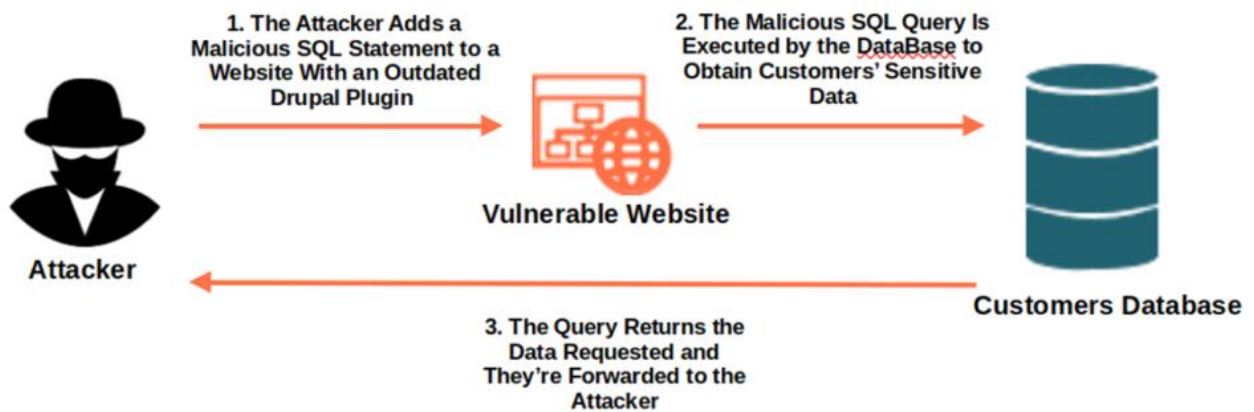 1. The Attacker Adds a
Malicious SQL Statement to a
Website With an Outdated
Drupal Plugin
2. The Malicious SQL Query Is
Executed by the DataBase to
Obtain Customers’ Sensitive
Data
Vulnerable Website
Attacker
Customers Database
3. The Query Returns the
Data Requested and
They’re Forwarded to the
Attacker